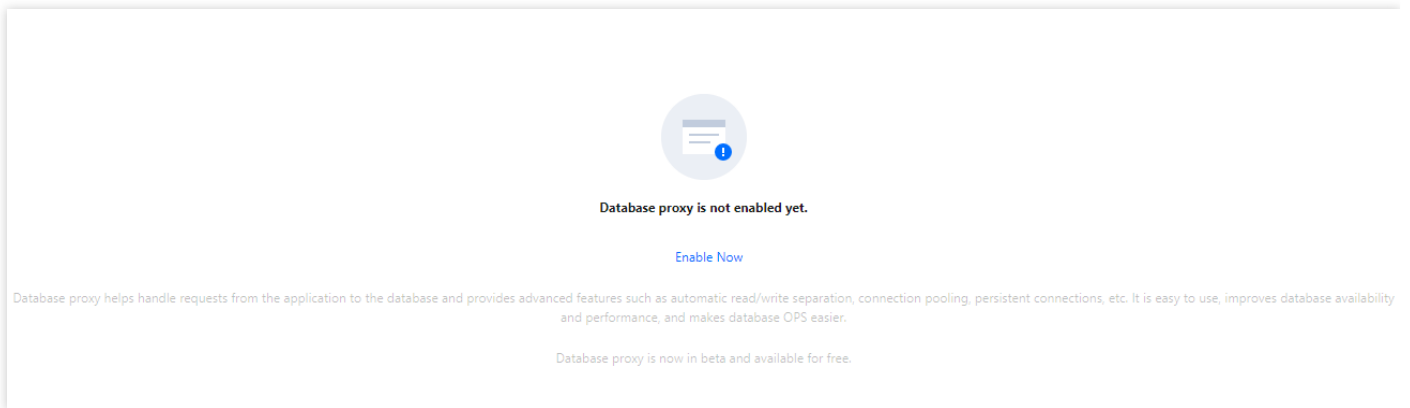 Database proxy is not enabled yet.
Enable Now
Database proxy helps handle requests from the application to the database and provides advanced features such as automatic read/write separation, connection pooling, persistent connections, etc. It is easy to use, improves database availability
and performance, and makes database OPS easier.
Database proxy is now in beta and available for free.